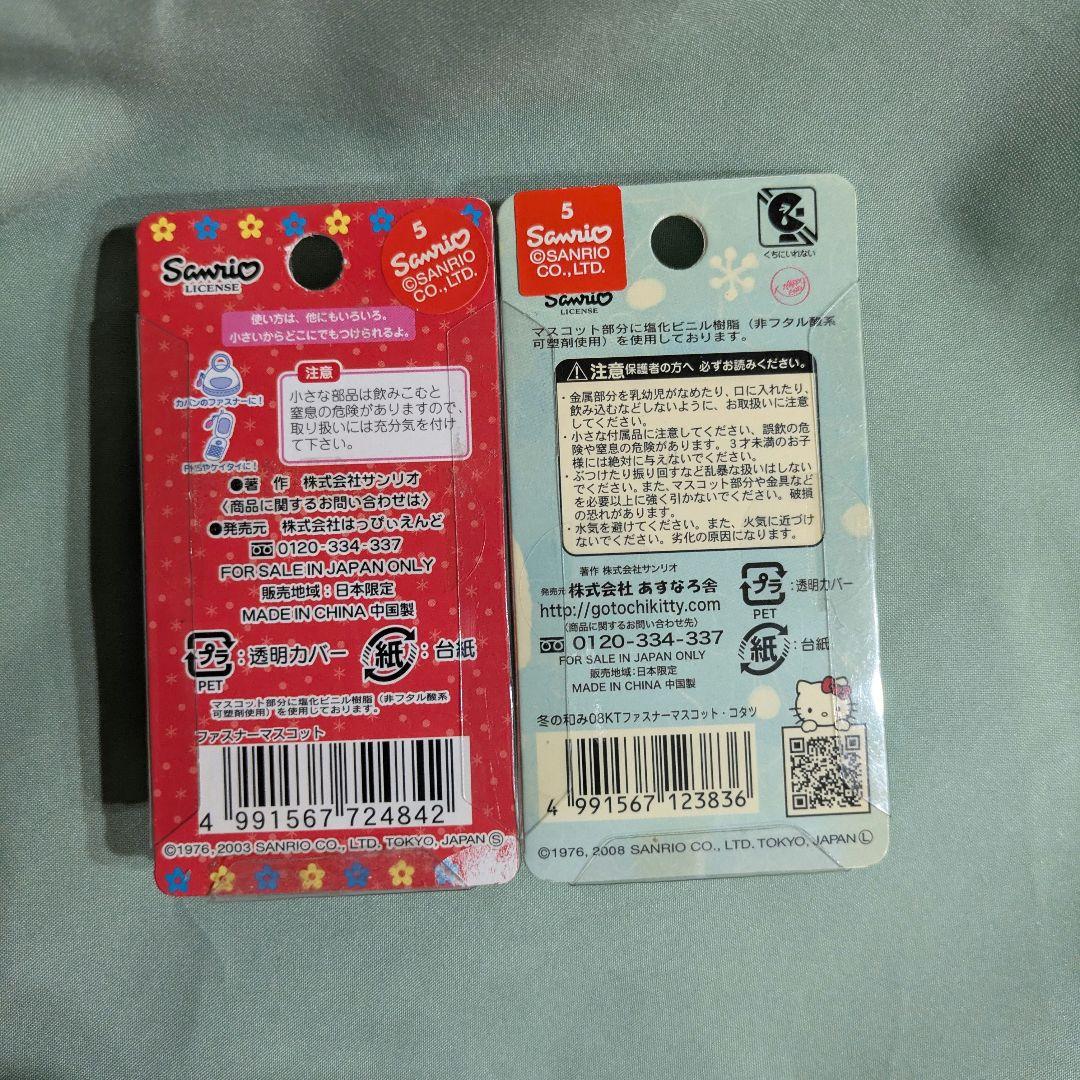 Sanrio
LICENSE
5
Sanrio
©SANRIO
CO.,LTD.
使い方は、他にもいろいろ。
小さいからどこにでもつけられるよ。
カバンのファスナーに!
PHSやケイタイに!
注意
小さな部品は飲みこむと
窒息の危険がありますので、
取り扱いには充分気を付け
て下さい。
●著 作 株式会社サンリオ
〈商品に関するお問い合わせは〉
●発売元 株式会社はっぴぃえんど
0120-334-337
FOR SALE IN JAPAN ONLY
販売地域:日本限定
MADE IN CHINA 中国製
プラ:透明カバー
PET
紙:台紙
マスコット部分に塩化ビニル樹脂(非フタル酸系
可塑剤使用)を使用しております。
ファスナーマスコット
4 991567 724842
©1976, 2003 SANRIO CO., LTD. TOKYO, JAPAN Ⓢ
5
Sanrio
©SANRIO
CO.,LTD.
くちにいれない
Sanrio
LICENSE
マスコット部分に塩化ビニル樹脂(非フタル酸系
可塑剤使用)を使用しております。
注意 保護者の方へ 必ずお読みください。
・金属部分を乳幼児がなめたり、口に入れたり、
飲み込むなどしないように、お取扱いに注意
してください。
・小さな付属品に注意してください、誤飲の危
険や窒息の危険があります。3才未満のお子
様には絶対に与えないでください。
・ぶつけたり振り回すなど乱暴な扱いはしない
でください。また、マスコット部分や金具など
を必要以上に強く引かないでください。破損
の恐れがあります。
・水気を避けてください。また、火気に近づけ
ないでください。劣化の原因になります。
著作 株式会社サンリオ
発売元 株式会社 あすなろ舎
http://gotochikitty.com
〈商品に関するお問い合わせ先〉
0120-334-337
FOR SALE IN JAPAN ONLY
販売地域:日本限定
MADE IN CHINA 中国製
プラ:透明カバー
PET
紙:台紙
冬の和み08KTファスナーマスコット・コタツ
4 991567 123836
©1976, 2008 SANRIO CO., LTD. TOKYO, JAPAN Ⓛ